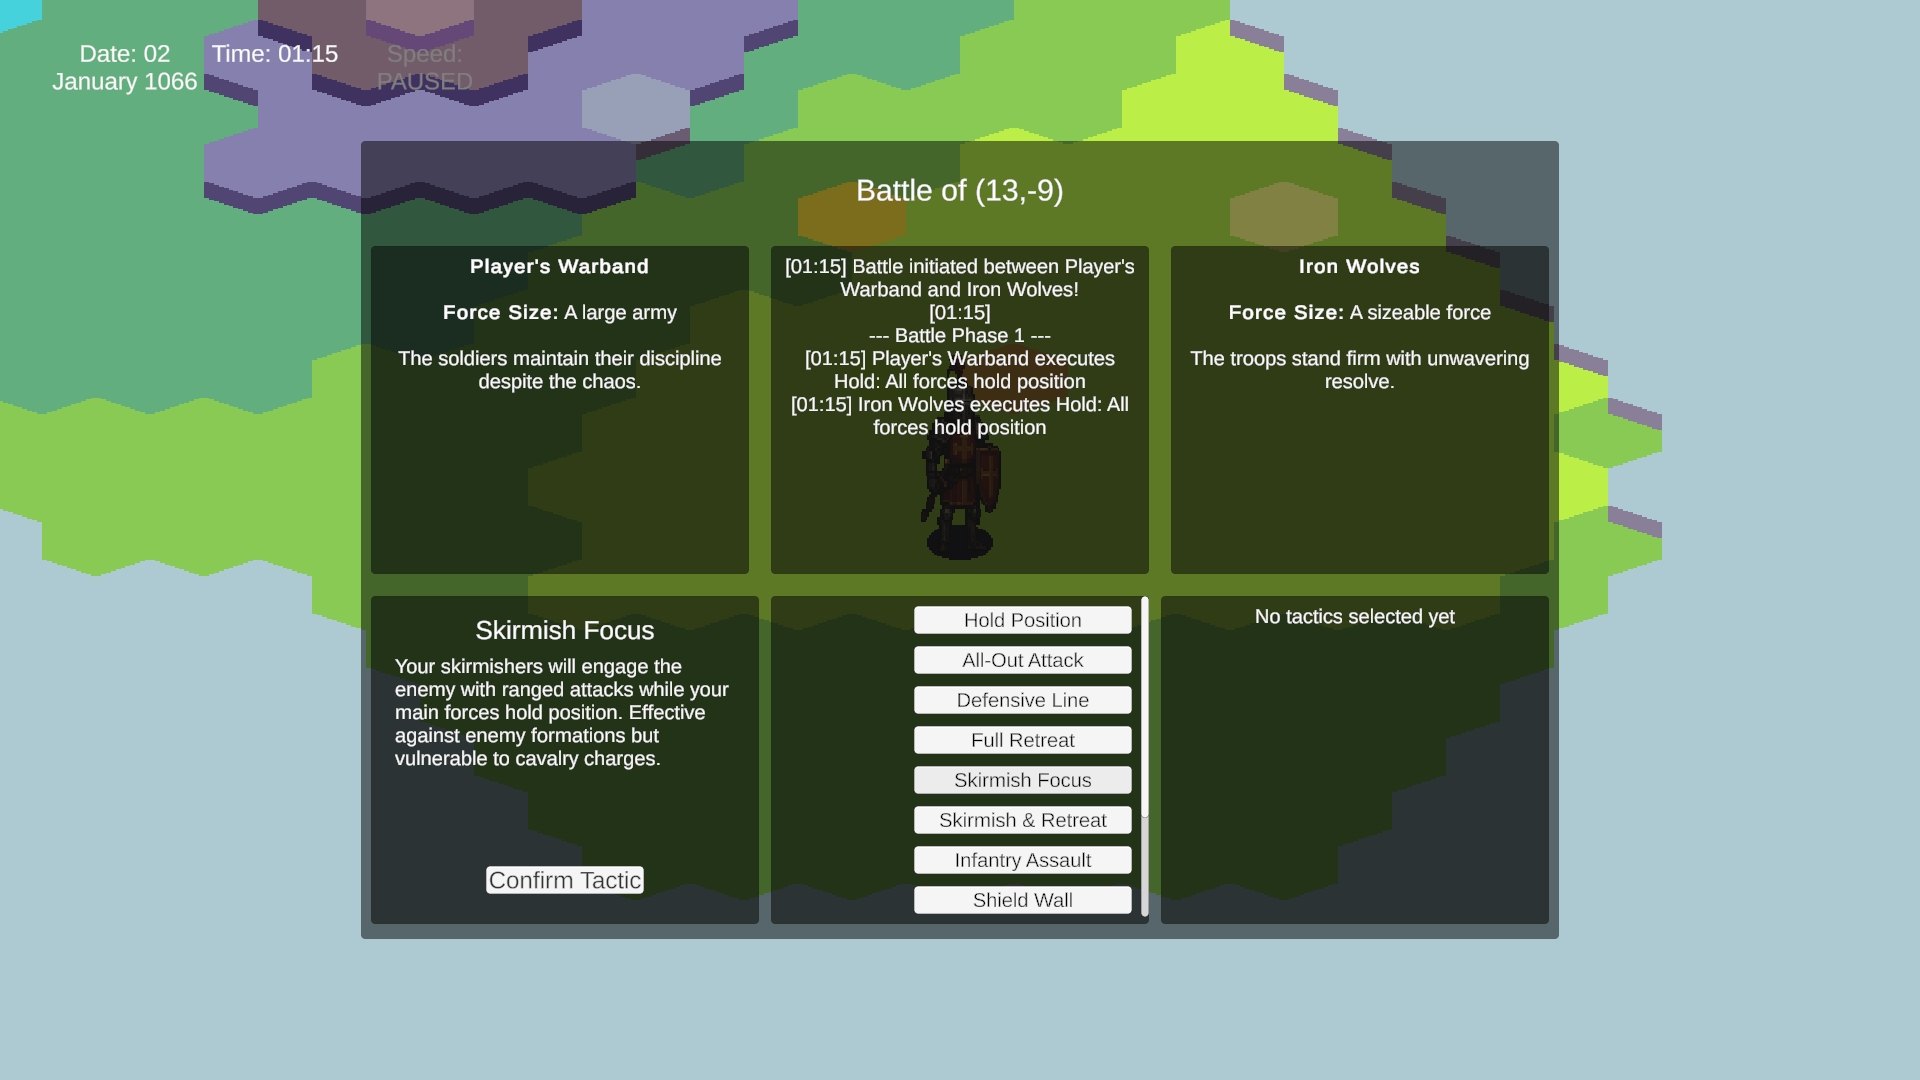 Date: 02
January 1066
Time: 01:15
Speed:
PAUSED
Battle of (13,-9)
Player's Warband
Force Size: A large army
The soldiers maintain their discipline
despite the chaos.
[01:15] Battle initiated between Player's
Warband and Iron Wolves!
[01:15]
--- Battle Phase 1 ---
[01:15] Player's Warband executes
Hold: All forces hold position
[01:15] Iron Wolves executes Hold: All
forces hold position
Iron Wolves
Force Size: A sizeable force
The troops stand firm with unwavering
resolve.
Skirmish Focus
Your skirmishers will engage the
enemy with ranged attacks while your
main forces hold position. Effective
against enemy formations but
vulnerable to cavalry charges.
Confirm Tactic
Hold Position
All-Out Attack
Defensive Line
Full Retreat
Skirmish Focus
Skirmish & Retreat
Infantry Assault
Shield Wall
No tactics selected yet